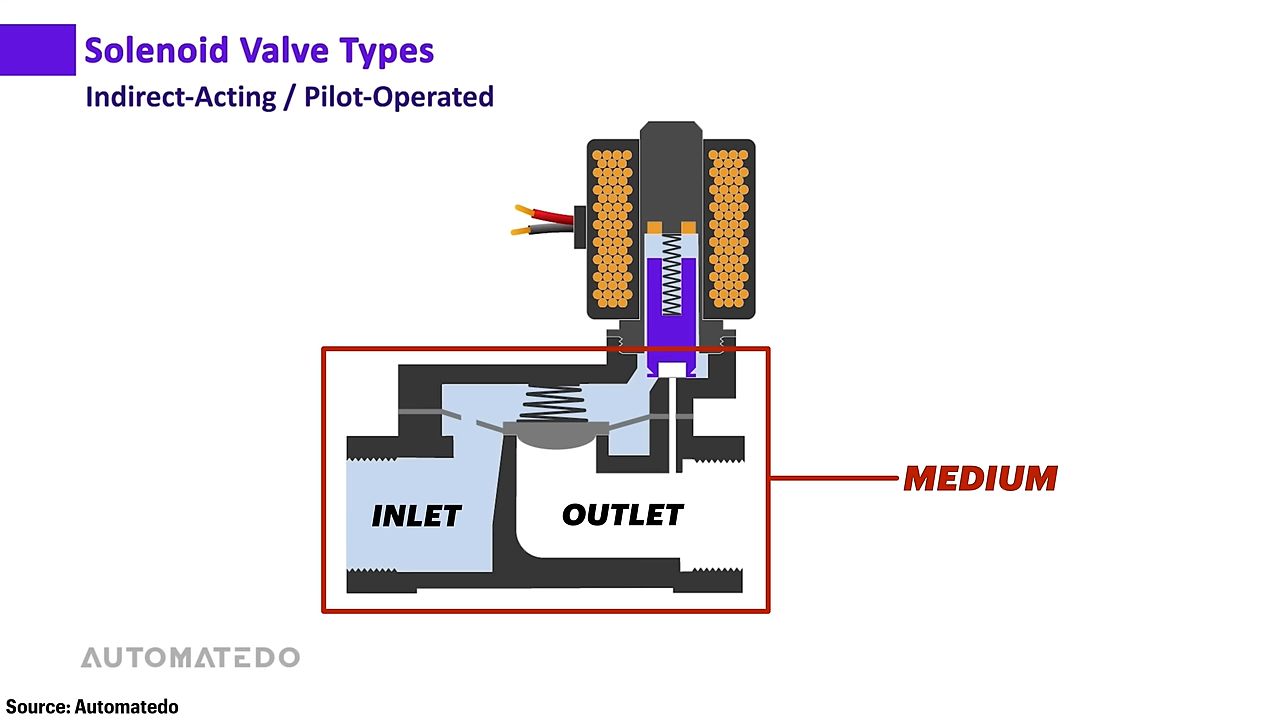 Solenoid Valve Types
Indirect-Acting / Pilot-Operated
MEDIUM
INLET
OUTLET
AUTOMATEDO
Source: Automatedo